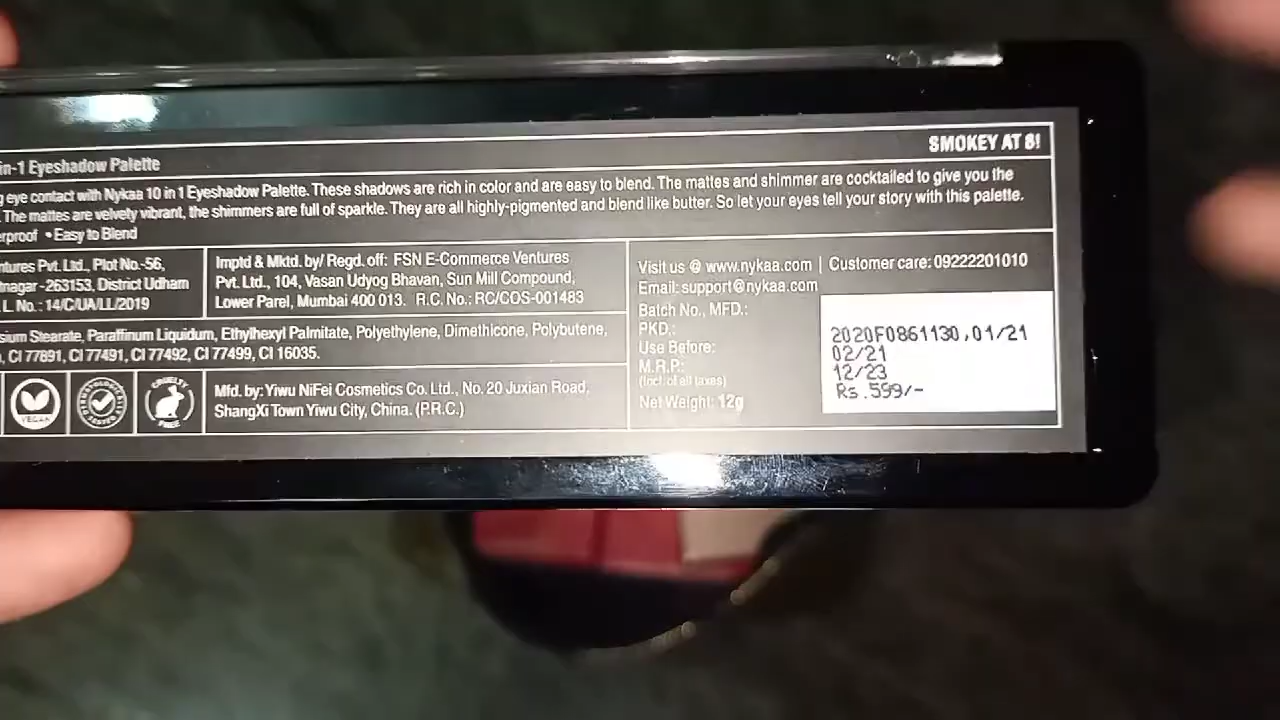 SMOKEY AT 8!
in-1 Eyeshadow Palette
eye contact with Nykaa 10 in 1 Eyeshadow Palette. These shadows are rich in color and are easy to blend. The mattes and shimmer are cocktailed to give you the
The mattes are velvety vibrant, the shimmers are full of sparkle. They are all highly-pigmented and blend like butter. So let your eyes tell your story with this palette.
• Easy to Blend
Pvt. Ltd., Plot No.-56,
nagar -263153, District Udham
L. No.: 14/C/UA/LL/2019
Imptd & Mktd. by/ Regd. off: FSN E-Commerce Ventures
Pvt. Ltd., 104, Vasan Udyog Bhavan, Sun Mill Compound,
Lower Parel, Mumbai 400 013. R.C. No.: RC/COS-001483
Stearate, Paraffinum Liquidum, Ethylhexyl Palmitate, Polyethylene, Dimethicone, Polybutene,
CI 77891, CI 77491, CI 77492, CI 77499, CI 16035.
VEGAN
DERMATOLOGICALLY TESTED
CRUELTY FREE
Mfd. by: Yiwu NiFei Cosmetics Co. Ltd., No. 20 Juxian Road,
ShangXi Town Yiwu City, China. (P.R.C.)
Visit us @ www.nykaa.com | Customer care: 09222201010
Email: support@nykaa.com
Batch No., MFD.: 2020F0861130,01/21
PKD.: 02/21
Use Before: 12/23
M.R.P.: Rs.599/-
(Incl. of all taxes)
Net Weight: 12g